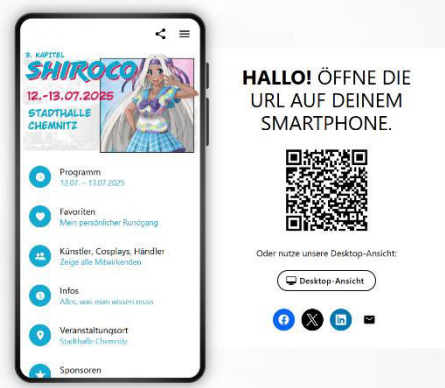 3. KAPITEL
SHIROCO
12.-13.07.2025
STADTHALLE
CHEMNITZ
Programm
12.07. – 13.07.2025
Favoriten
Mein persönlicher Rundgang
Künstler, Cosplays, Händler
Zeige alle Mitwirkenden
Infos
Alles, was man wissen muss
Veranstaltungsort
Stadthalle Chemnitz
Sponsoren
HALLO! ÖFFNE DIE
URL AUF DEINEM
SMARTPHONE.
Oder nutze unsere Desktop-Ansicht:
Desktop-Ansicht